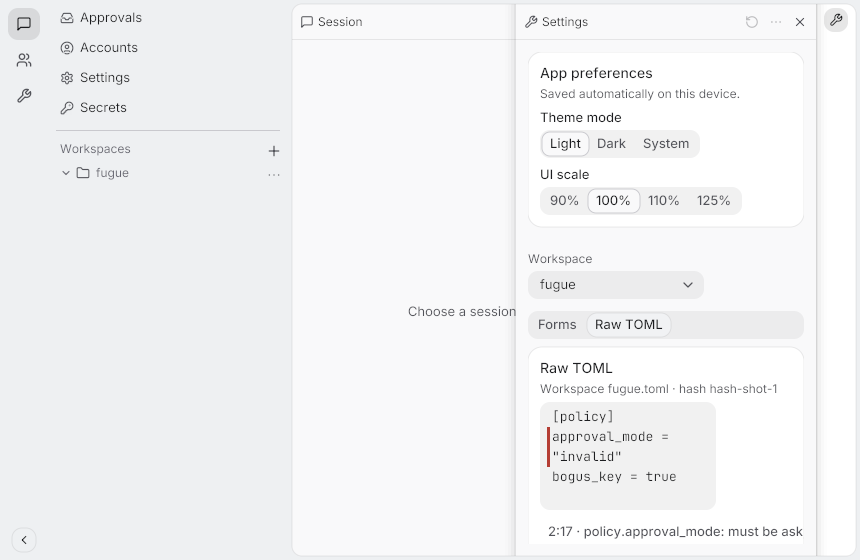 Approvals
Accounts
Settings
Secrets
Workspaces
fugue
Session
Choose a session
Settings
App preferences
Saved automatically on this device.
Theme mode
Light Dark System
UI scale
90% 100% 110% 125%
Workspace
fugue
Forms Raw TOML
Raw TOML
Workspace fugue.toml · hash hash-shot-1
[policy]
approval_mode =
"invalid"
bogus_key = true
2:17 · policy.approval_mode: must be ask